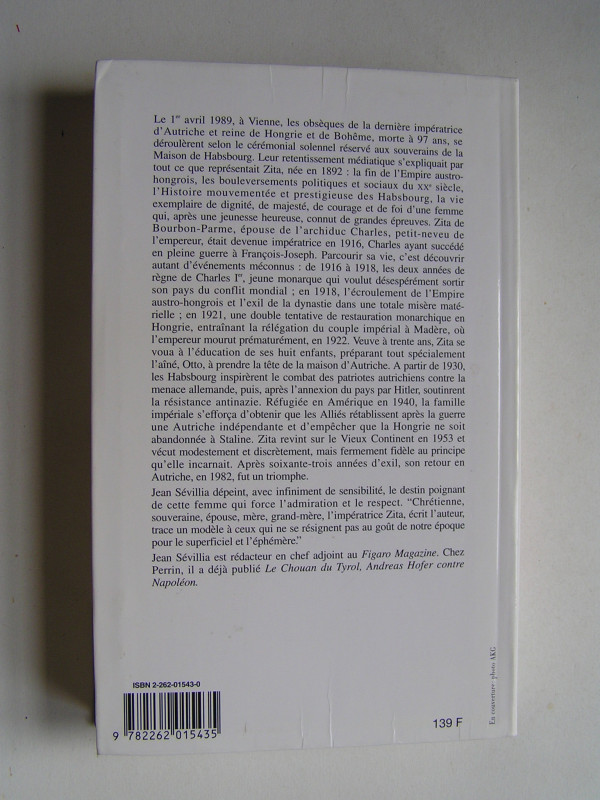 Le 1er avril 1989, à Vienne, les obsèques de la dernière impératrice
d'Autriche et reine de Hongrie et de Bohême, morte à 97 ans, se
déroulèrent selon le cérémonial solennel réservé aux souverains de la
Maison de Habsbourg. Leur retentissement médiatique s'expliquait par
tout ce que représentait Zita, née en 1892 : la fin de l'Empire austro-
hongrois, les bouleversements politiques et sociaux du XXe siècle,
l'Histoire mouvementée et prestigieuse des Habsbourg, la vie
exemplaire de dignité, de majesté, de courage et de foi d'une femme
qui, après une jeunesse heureuse, connut de grandes épreuves. Zita de
Bourbon-Parme, épouse de l'archiduc Charles, petit-neveu de
l'empereur, était devenue impératrice en 1916, Charles ayant succédé
en pleine guerre à François-Joseph. Parcourir sa vie, c'est découvrir
autant d'événements méconnus : de 1916 à 1918, les deux années de
règne de Charles Ier, jeune monarque qui voulut désespérément sortir
son pays du conflit mondial ; en 1918, l'écroulement de l'Empire
austro-hongrois et l'exil de la dynastie dans une totale misère maté-
rielle ; en 1921, une double tentative de restauration monarchique en
Hongrie, entraînant la rélégation du couple impérial à Madère, où
l'empereur mourut prématurément, en 1922. Veuve à trente ans, Zita se
voua à l'éducation de ses huit enfants, préparant tout spécialement
l'aîné, Otto, à prendre la tête de la maison d'Autriche. A partir de 1930,
les Habsbourg inspirèrent le combat des patriotes autrichiens contre la
menace allemande, puis, après l'annexion du pays par Hitler, soutinrent
la résistance antinazie. Réfugiée en Amérique en 1940, la famille
impériale s'efforça d'obtenir que les Alliés rétablissent après la guerre
une Autriche indépendante et d'empêcher que la Hongrie ne soit
abandonnée à Staline. Zita revint sur le Vieux Continent en 1953 et
vécut modestement et discrètement, mais fermement fidèle au principe
qu'elle incarnait. Après soixante-trois années d'exil, son retour en
Autriche, en 1982, fut un triomphe.
Jean Sévillia dépeint, avec infiniment de sensibilité, le destin poignant
de cette femme qui force l'admiration et le respect. “Chrétienne,
souveraine, épouse, mère, grand-mère, l'impératrice Zita, écrit l'auteur,
trace un modèle à ceux qui ne se résignent pas au goût de notre époque
pour le superficiel et l'éphémère.”
Jean Sévillia est rédacteur en chef adjoint au Figaro Magazine. Chez
Perrin, il a déjà publié Le Chouan du Tyrol, Andreas Hofer contre
Napoléon.
ISBN 2-262-01543-0
9 782262 015435
139 F
En couverture : photo AKG